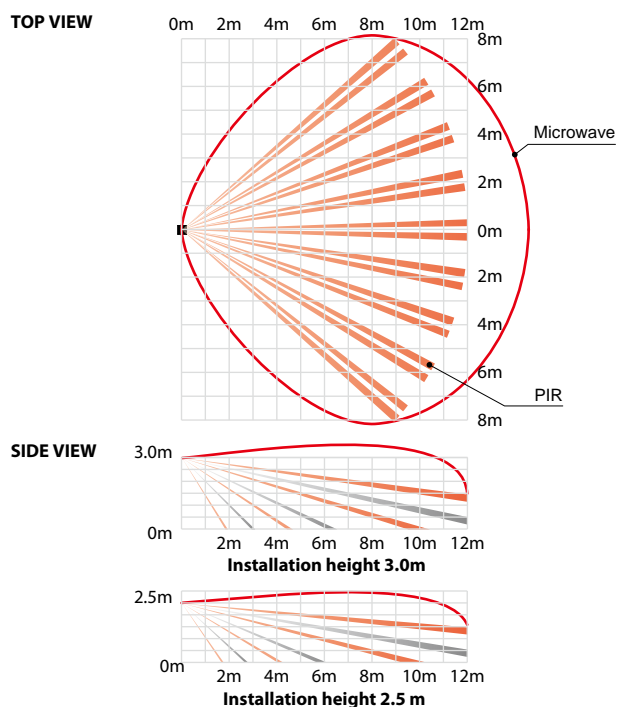 TOP VIEW
0m 2m 4m 6m 8m 10m 12m
8m
6m
4m
Microwave
2m
0m
2m
4m
6m
PIR
8m
SIDE VIEW
3.0m
0m
2m 4m 6m 8m 10m 12m
Installation height 3.0m
2.5m
0m
2m 4m 6m 8m 10m 12m
Installation height 2.5 m